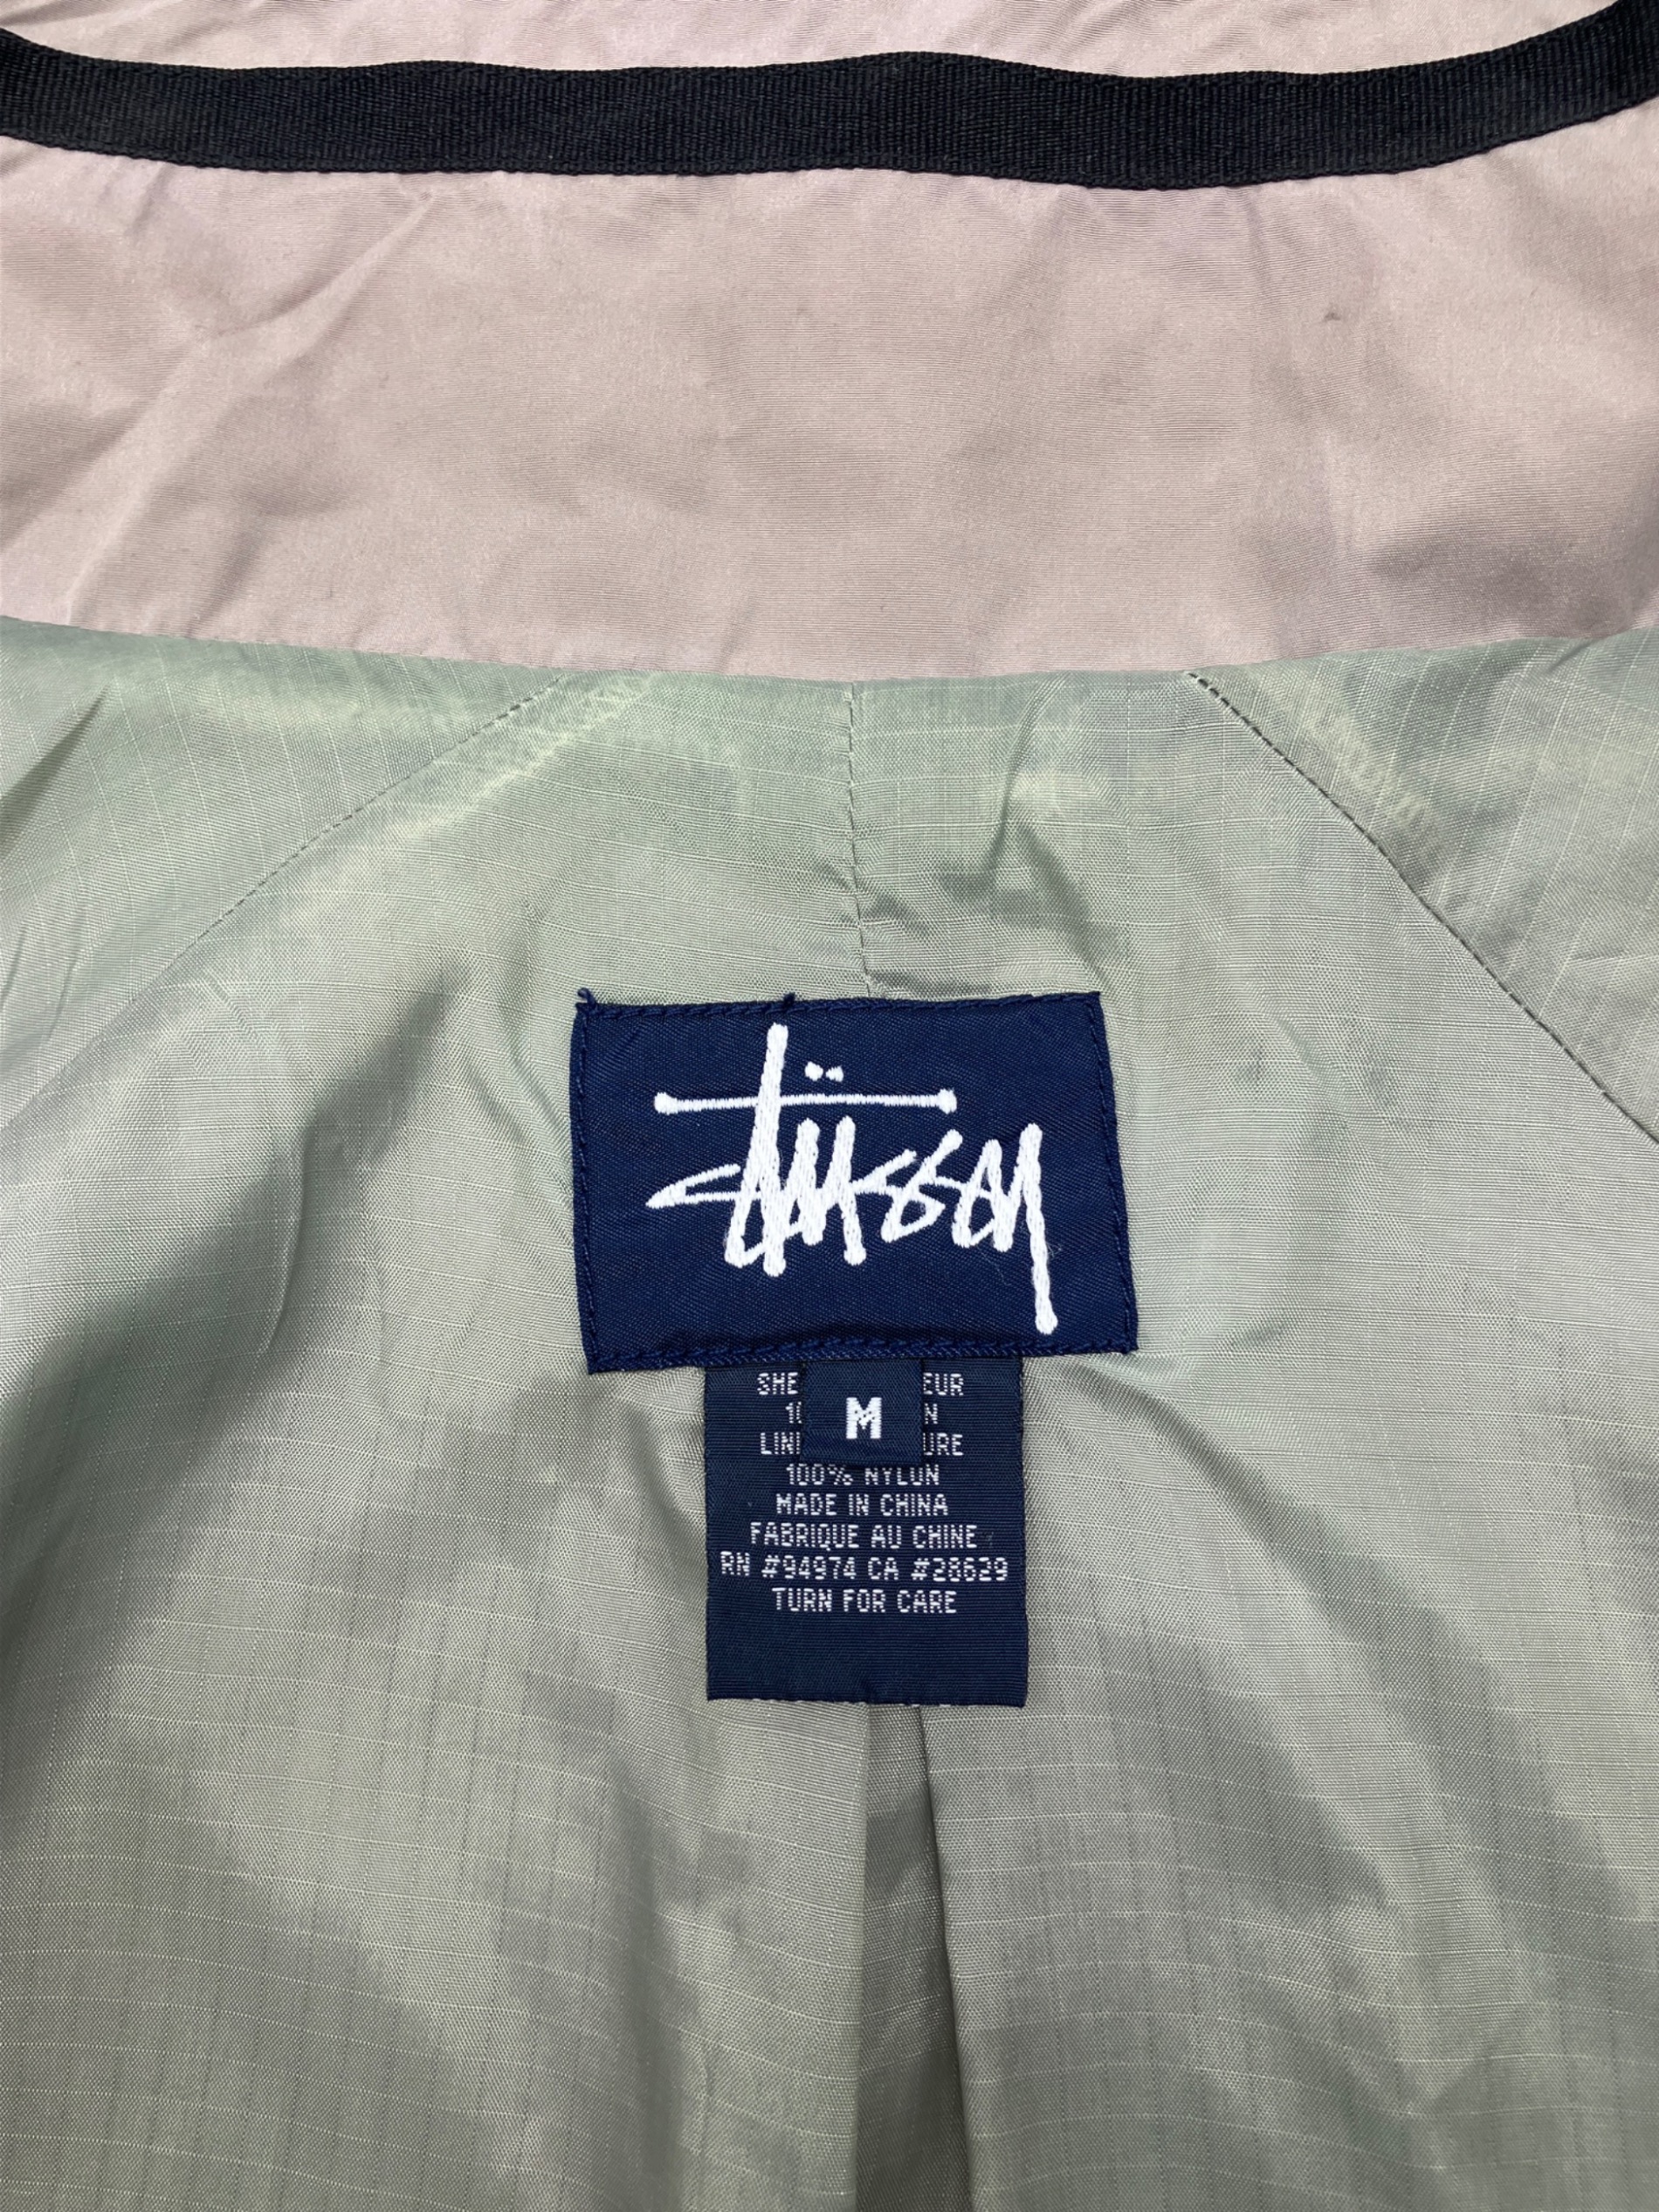 Stüssy
M
100% NYLON
MADE IN CHINA
FABRIQUE AU CHINE
RN #94974 CA #28629
TURN FOR CARE